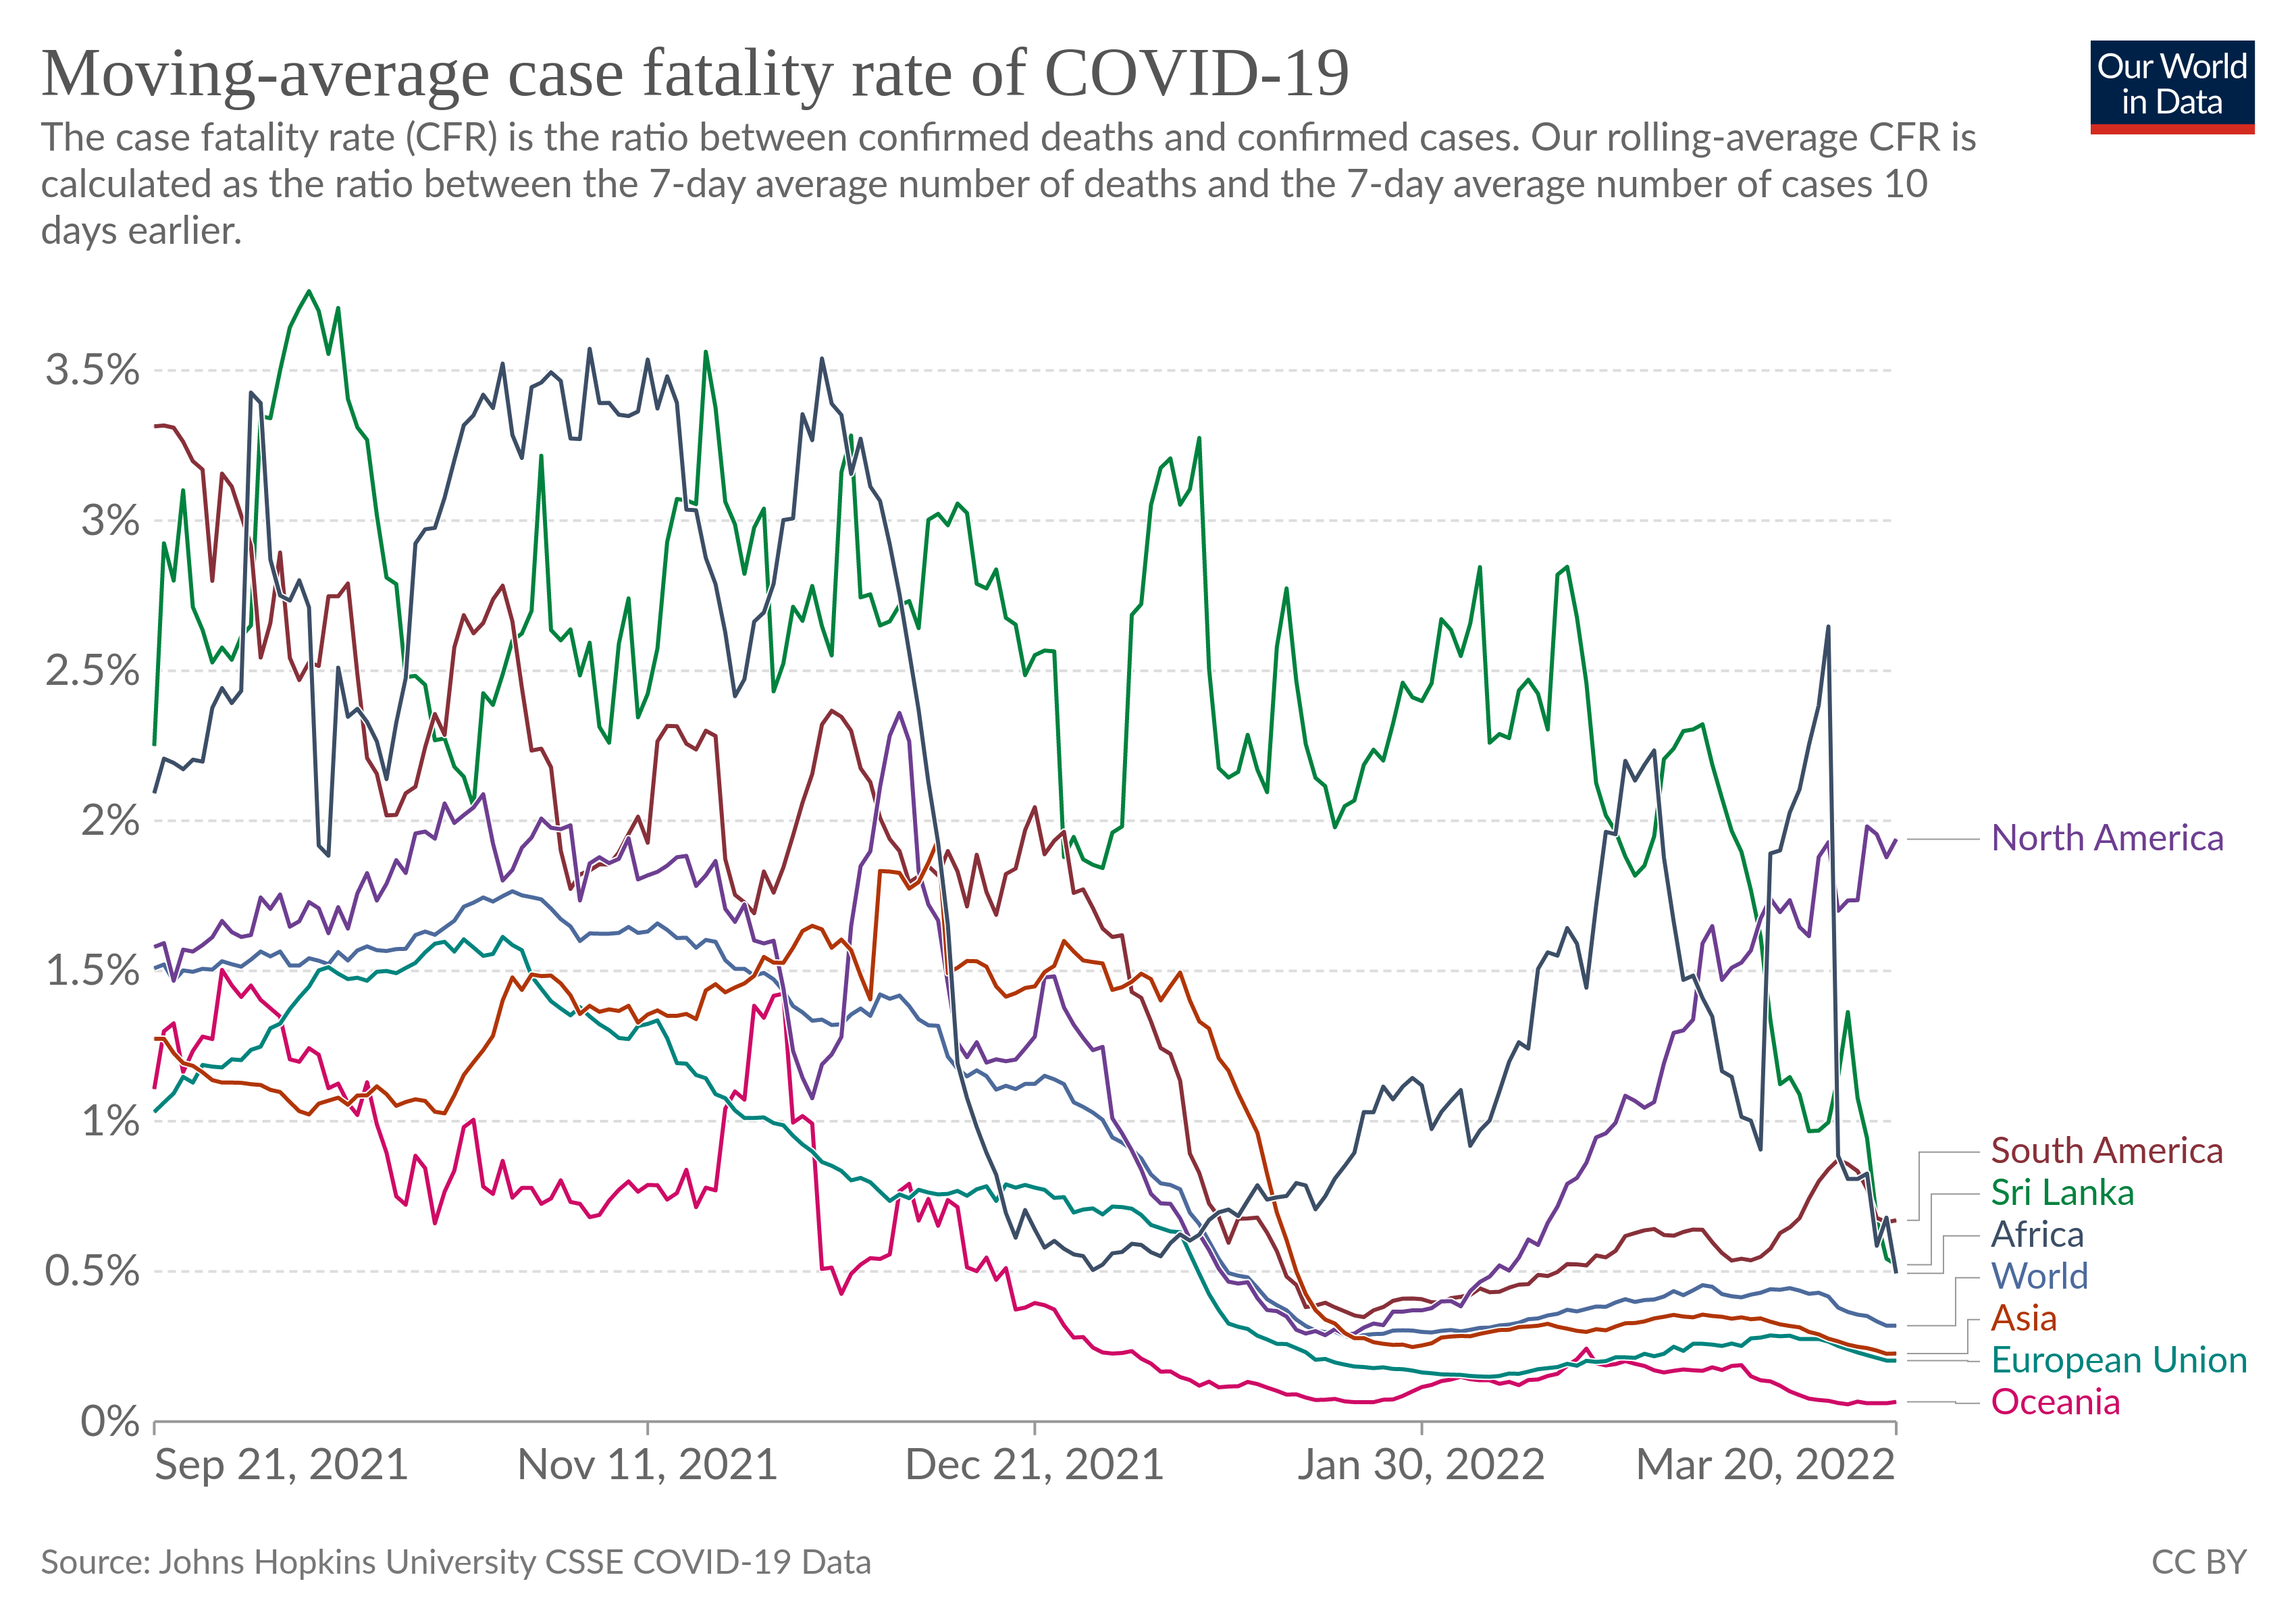 Moving-average case fatality rate of COVID-19
Our World
in Data
The case fatality rate (CFR) is the ratio between confirmed deaths and confirmed cases. Our rolling-average CFR is
calculated as the ratio between the 7-day average number of deaths and the 7-day average number of cases 10
days earlier.
3.5%
3%
2.5%
2%
1.5%
1%
0.5%
0%
North America
South America
Sri Lanka
Africa
World
Asia
European Union
Oceania
Sep 21, 2021
Nov 11, 2021
Dec 21, 2021
Jan 30, 2022
Mar 20, 2022
Source: Johns Hopkins University CSSE COVID-19 Data
CC BY